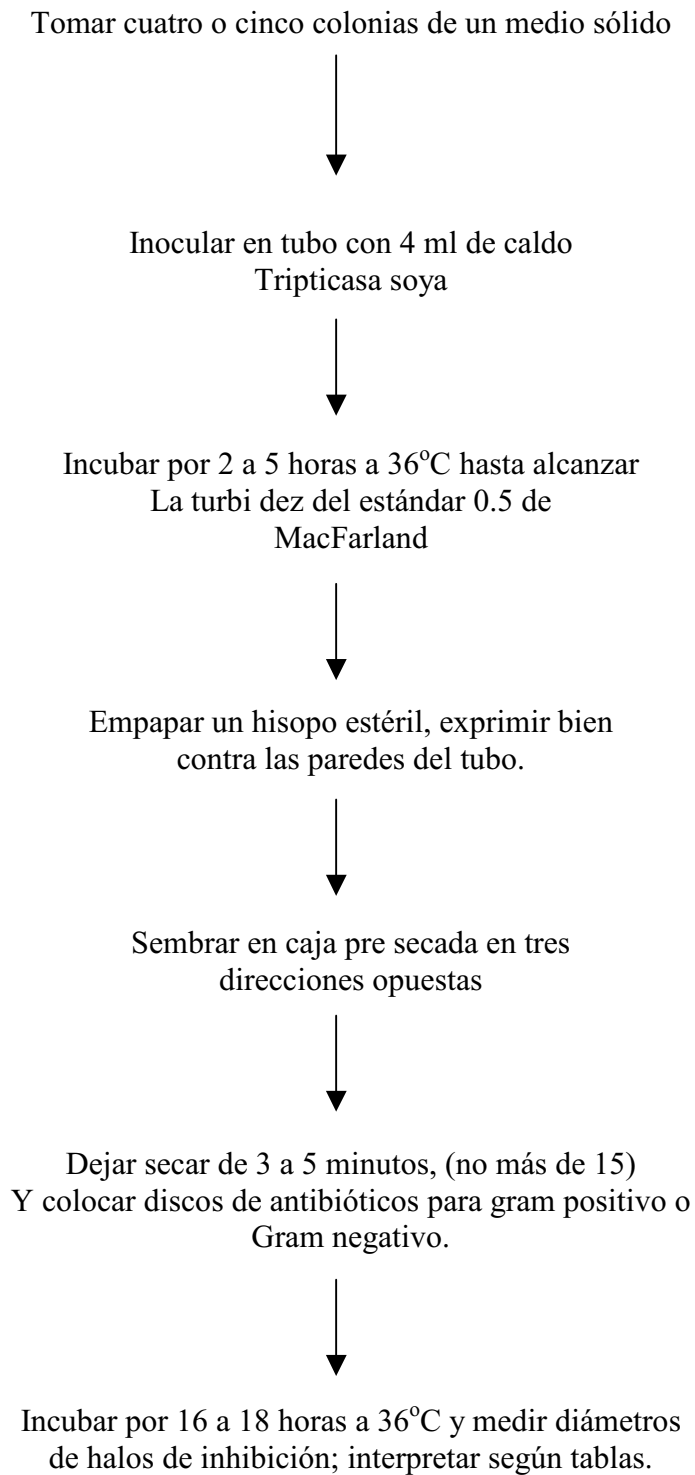 Tomar cuatro o cinco colonias de un medio sólido
Inocular en tubo con 4 ml de caldo
Tripticasa soya
Incubar por 2 a 5 horas a 36°C hasta alcanzar
La turbi dez del estándar 0.5 de
MacFarland
Empapar un hisopo estéril, exprimir bien
contra las paredes del tubo.
Sembrar en caja pre secada en tres
direcciones opuestas
Dejar secar de 3 a 5 minutos, (no más de 15)
Y colocar discos de antibióticos para gram positivo o
Gram negativo.
Incubar por 16 a 18 horas a 36°C y medir diámetros
de halos de inhibición; interpretar según tablas.